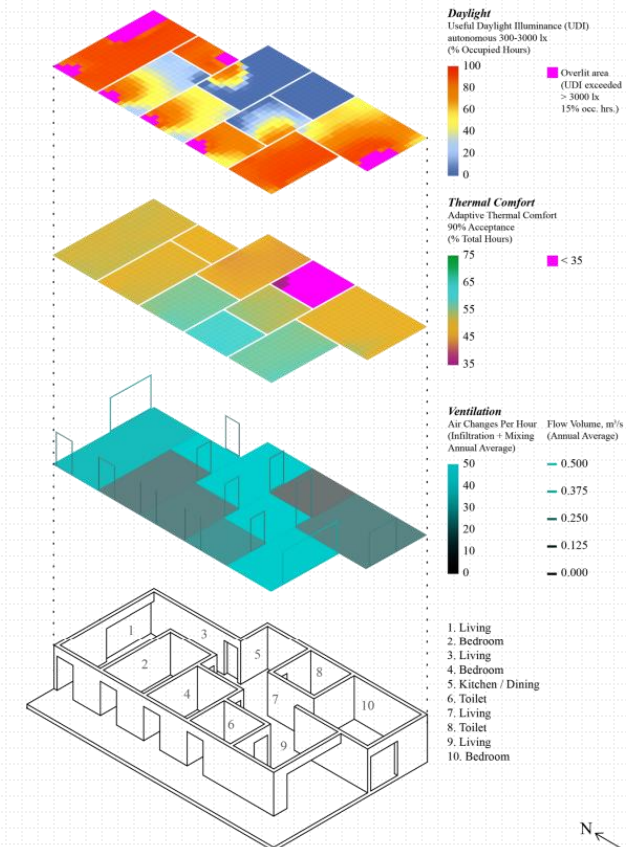 Daylight
Useful Daylight Illuminance (UDI)
autonomous 300-3000 lx
(% Occupied Hours)
100
80
60
40
20
0
Overlit area
(UDI exceeded
> 3000 lx
15% occ. hrs.)
Thermal Comfort
Adaptive Thermal Comfort
90% Acceptance
(% Total Hours)
75
65
55
45
35
< 35
Ventilation
Air Changes Per Hour
(Infiltration + Mixing
Annual Average)
50
40
30
20
10
0
Flow Volume, m³/s
(Annual Average)
0.500
0.375
0.250
0.125
0.000
1
2
3
4
5
6
7
8
9
10
1. Living
2. Bedroom
3. Living
4. Bedroom
5. Kitchen / Dining
6. Toilet
7. Living
8. Toilet
9. Living
10. Bedroom
N